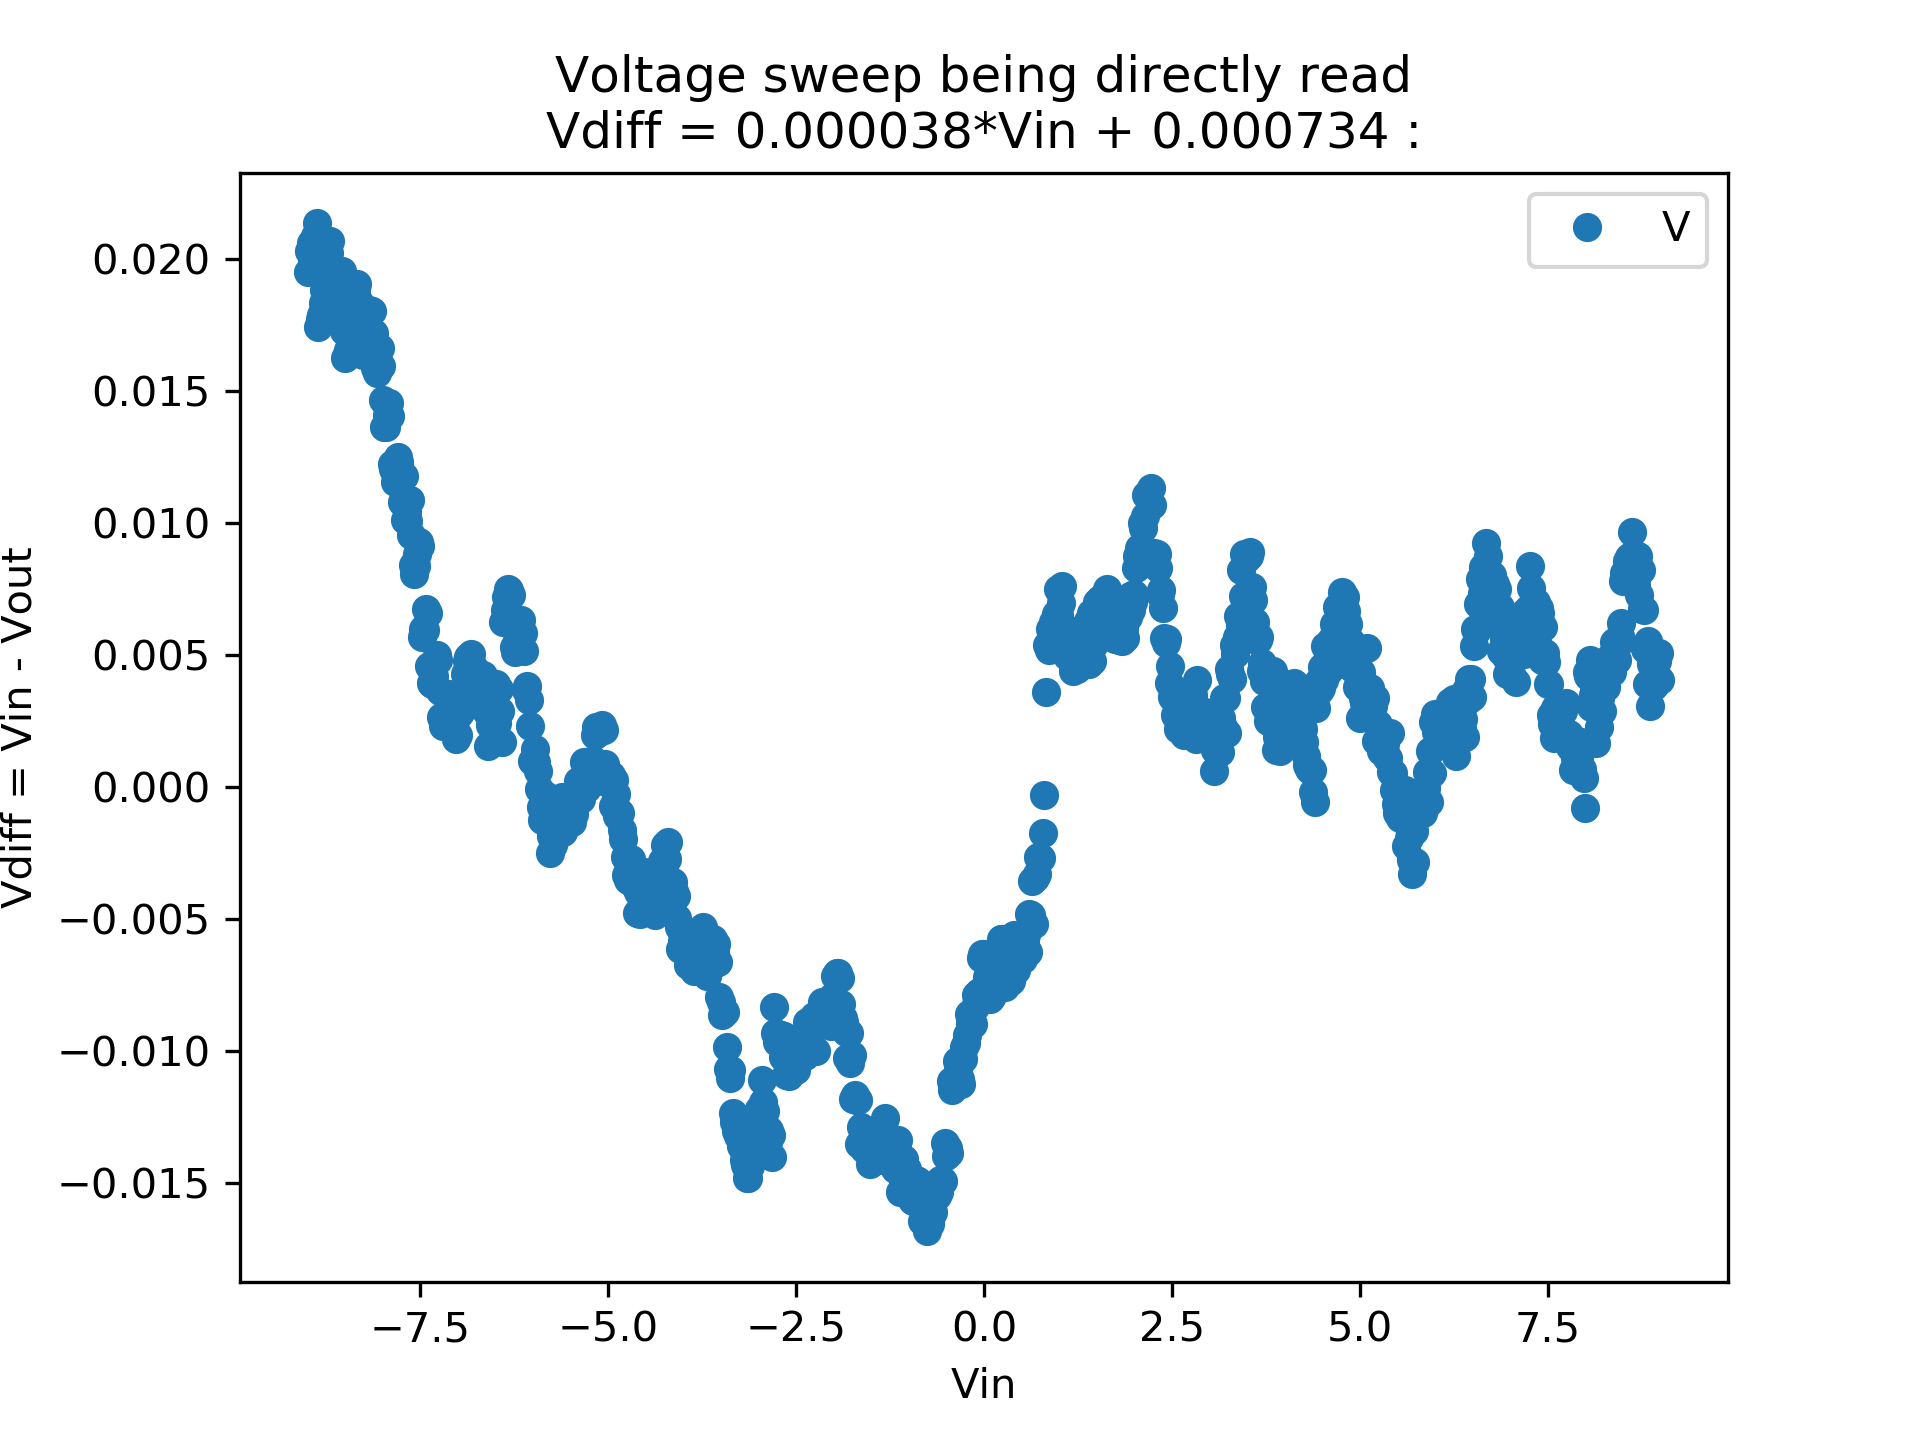 Voltage sweep being directly read
Vdiff = 0.000038*Vin + 0.000734 :
V
0.020
0.015
0.010
0.005
0.000
−0.005
−0.010
−0.015
Vdiff = Vin - Vout
−7.5 −5.0 −2.5 0.0 2.5 5.0 7.5
Vin